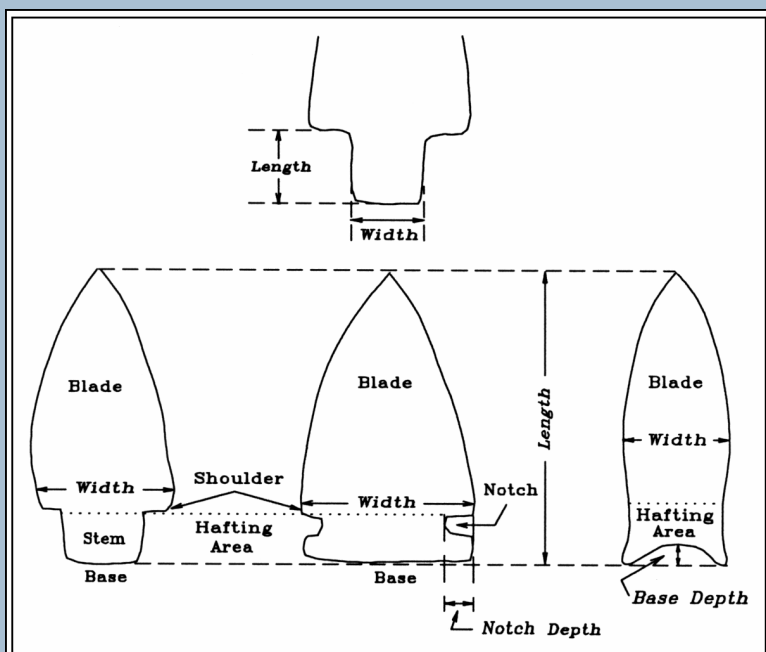 Length
Width
Blade
Blade
Blade
Length
Width
Shoulder
Width
Notch
Width
Stem
Hafting
Area
Hafting
Area
Base
Base
Base Depth
Notch Depth